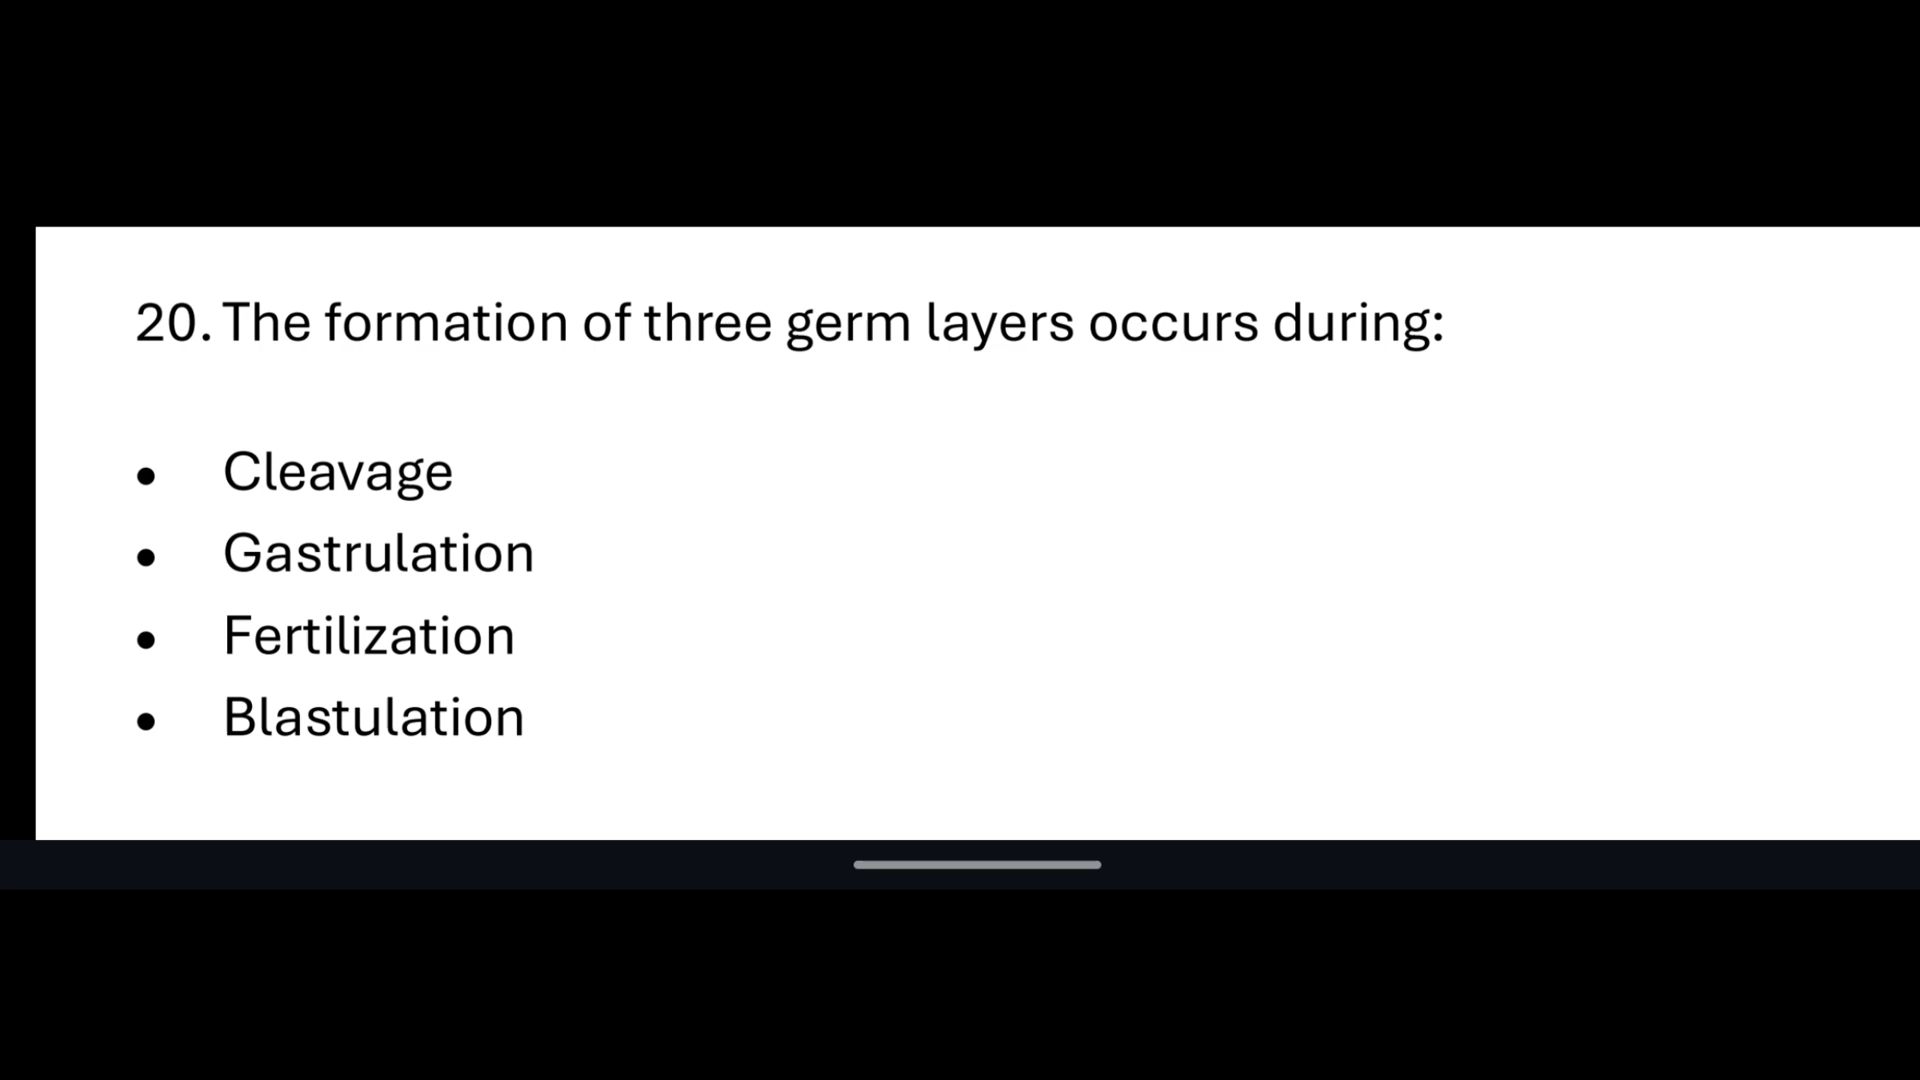 20. The formation of three germ layers occurs during:
• Cleavage
• Gastrulation
• Fertilization
• Blastulation